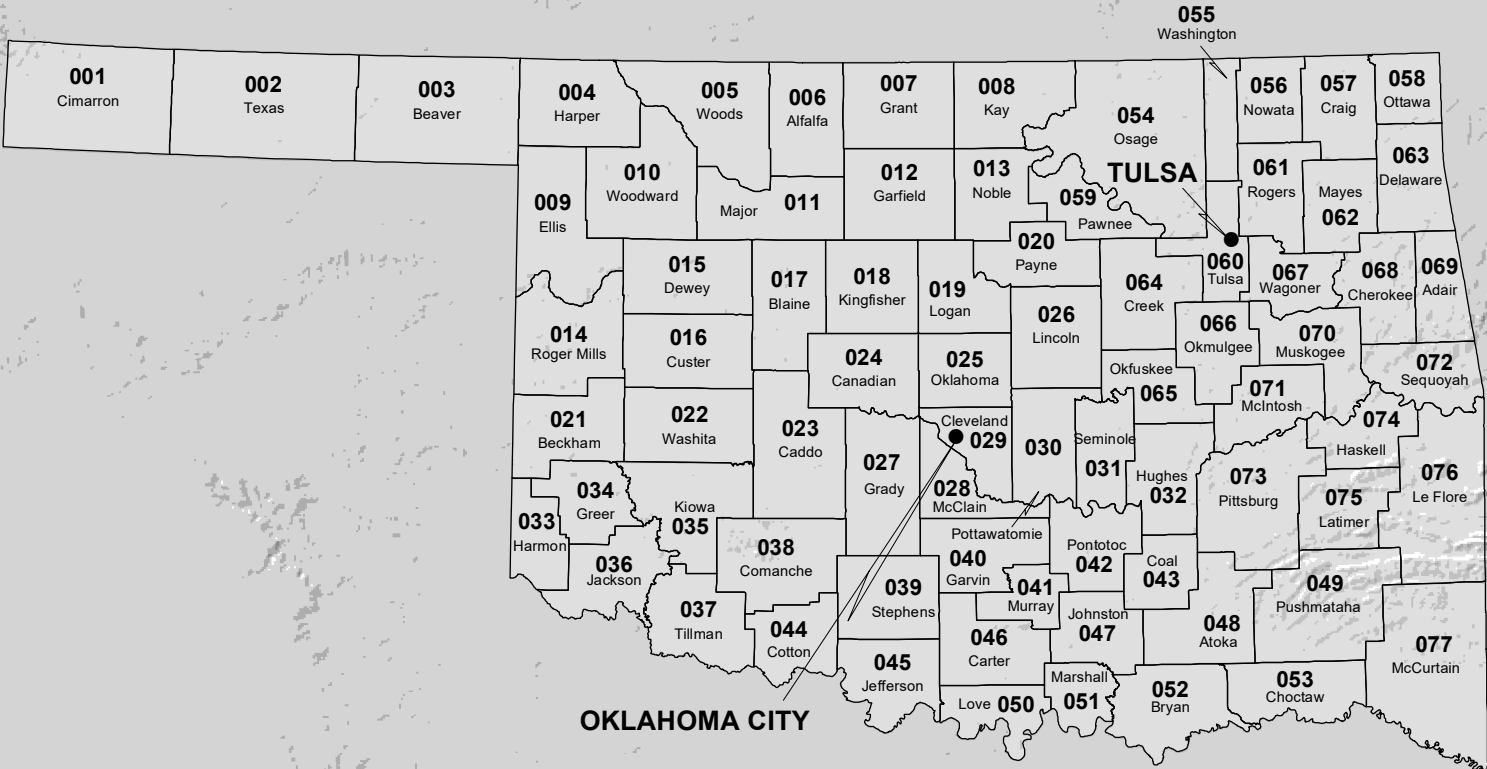 055
Washington
001
Cimarron
002
Texas
003
Beaver
004
Harper
005
Woods
006
Alfalfa
007
Grant
008
Kay
054
Osage
056
Nowata
057
Craig
058
Ottawa
009
Ellis
010
Woodward
Major 011
012
Garfield
013
Noble
059
Pawnee
TULSA
061
Rogers
Mayes
062
063
Delaware
014
Roger Mills
015
Dewey
016
Custer
017
Blaine
018
Kingfisher
019
Logan
020
Payne
026
Lincoln
064
Creek
060
Tulsa
067
Wagoner
068
Cherokee
069
Adair
066
Okmulgee
070
Muskogee
072
Sequoyah
024
Canadian
025
Oklahoma
Okfuskee
065
071
McIntosh
021
Beckham
022
Washita
023
Caddo
027
Grady
Cleveland
029
028
McClain
030
Pottawatomie
Seminole
031
Hughes
032
073
Pittsburg
074
Haskell
075
Latimer
076
Le Flore
033
Harmon
034
Greer
Kiowa
035
036
Jackson
037
Tillman
038
Comanche
039
Stephens
040
Garvin
041
Murray
Pontotoc
042
Coal
043
044
Cotton
045
Jefferson
046
Carter
Johnston
047
048
Atoka
049
Pushmataha
077
McCurtain
Love 050
Marshall
051
052
Bryan
053
Choctaw
OKLAHOMA CITY